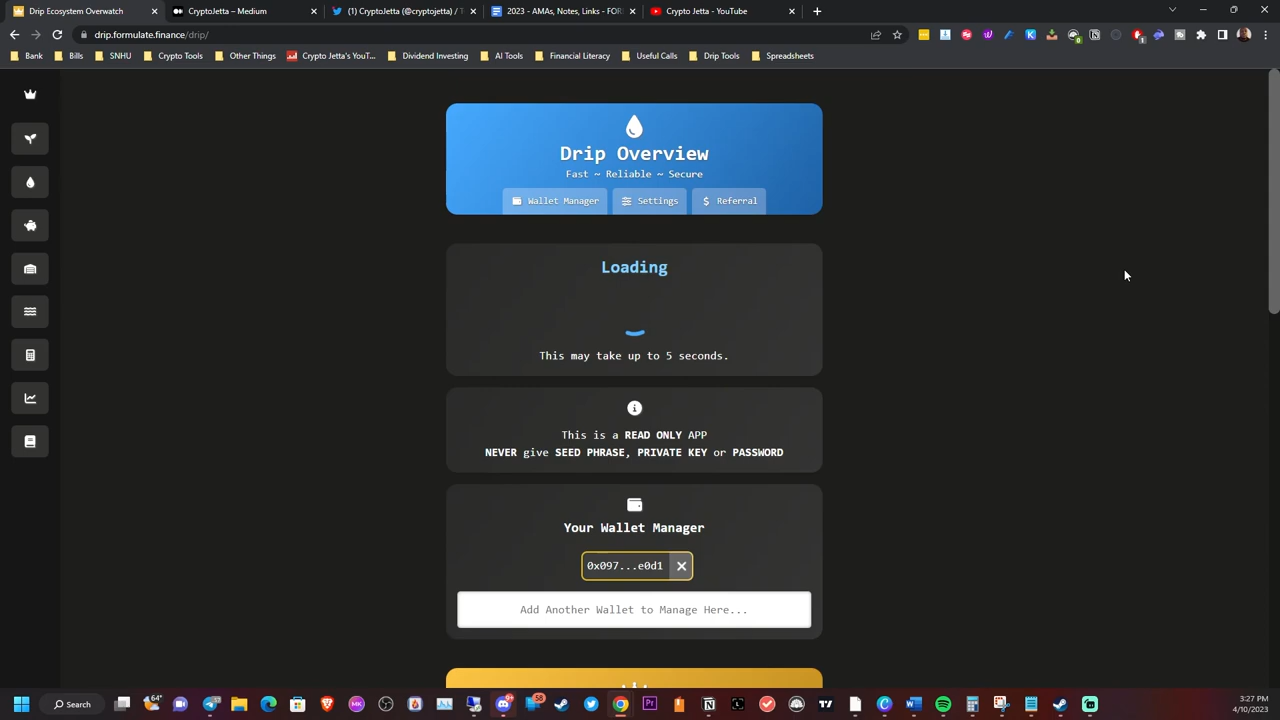 Drip Ecosystem Overwatch
CryptoJetta – Medium
(1) CryptoJetta (@cryptojetta) / T
2023 - AMAs, Notes, Links - FOR
Crypto Jetta - YouTube
drip.formulate.finance/drip/
Bank
Bills
SNHU
Crypto Tools
Other Things
Crypto Jetta's YouT...
Dividend Investing
AI Tools
Financial Literacy
Useful Calls
Drip Tools
Spreadsheets
Drip Overview
Fast ~ Reliable ~ Secure
Wallet Manager
Settings
$ Referral
Loading
This may take up to 5 seconds.
This is a READ ONLY APP
NEVER give SEED PHRASE, PRIVATE KEY or PASSWORD
Your Wallet Manager
0x097...e0d1
Add Another Wallet to Manage Here...
64°
Search
58
3:27 PM
4/10/2023